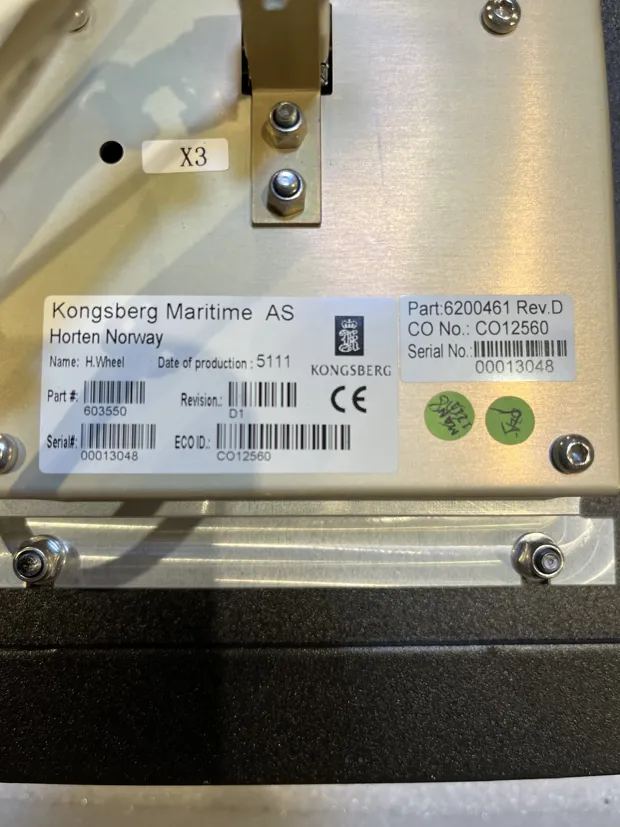 X3
Kongsberg Maritime AS
Horten Norway
Name: H.Wheel Date of production : 5111
KONGSBERG
Part #: 603550
Revision.: D1
CE
Serial#: 00013048
ECO ID.: CO12560
Part:6200461 Rev.D
CO No.: CO12560
Serial No.:
00013048